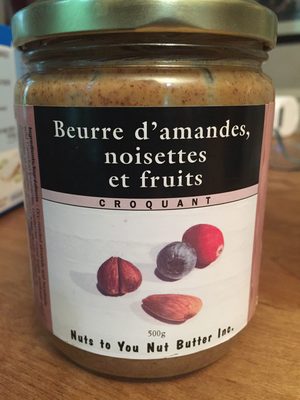 Beurre d'amandes,
noisettes
et fruits
CROQUANT
500g
Nuts to You Nut Butter Inc.